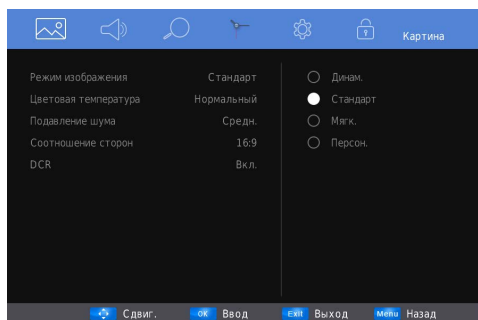 Картина
Режим изображения Стандарт
Цветовая температура Нормальный
Подавление шума Средн.
Соотношение сторон 16:9
DCR Вкл.
Динам.
Стандарт
Мягк.
Персон.
Сдвиг. OK Ввод Exit Выход Menu Назад